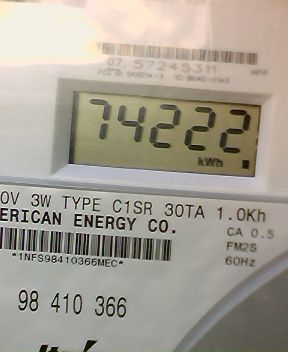 07 57245311
74222
kWh
0V 3W TYPE C1SR 30TA 1.0Kh
ERICAN ENERGY CO.
CA 0.5
FM2S
*1NFS98410366MEC*
60Hz
98 410 366